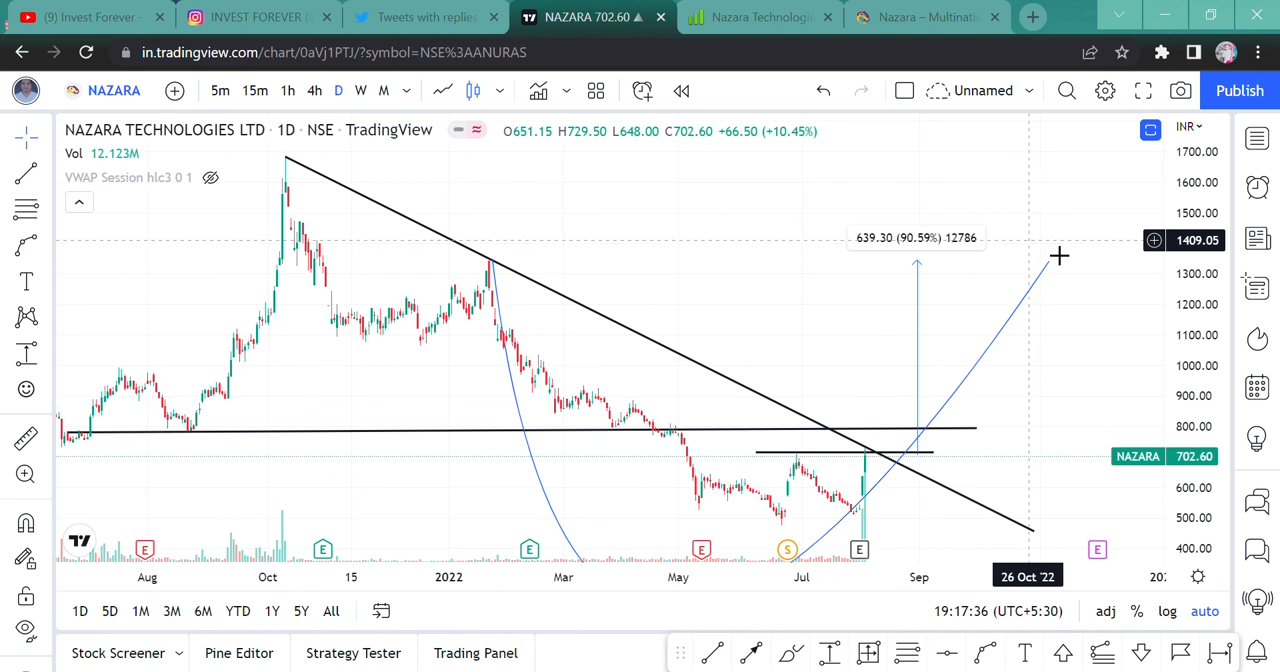 Invest Forever -
INVEST FOREVER (
Tweets with replies
NAZARA 702.60 ▲
Nazara Technologi
Nazara – Multinati
in.tradingview.com/chart/0aVj1PTJ/?symbol=NSE%3AANURAS
NAZARA 5m 15m 1h 4h D W M Unnamed Publish
NAZARA TECHNOLOGIES LTD · 1D · NSE · TradingView O651.15 H729.50 L648.00 C702.60 +66.50 (+10.45%) INR
Vol 12.123M
VWAP Session hlc3 0 1
1700.00
1600.00
1500.00
639.30 (90.59%) 12786
1409.05
1300.00
1200.00
1100.00
1000.00
900.00
800.00
NAZARA 702.60
600.00
500.00
400.00
E E E E S E E
Aug Oct 15 2022 Mar May Jul Sep 26 Oct '22 202
1D 5D 1M 3M 6M YTD 1Y 5Y All 19:17:36 (UTC+5:30) adj % log auto
Stock Screener Pine Editor Strategy Tester Trading Panel